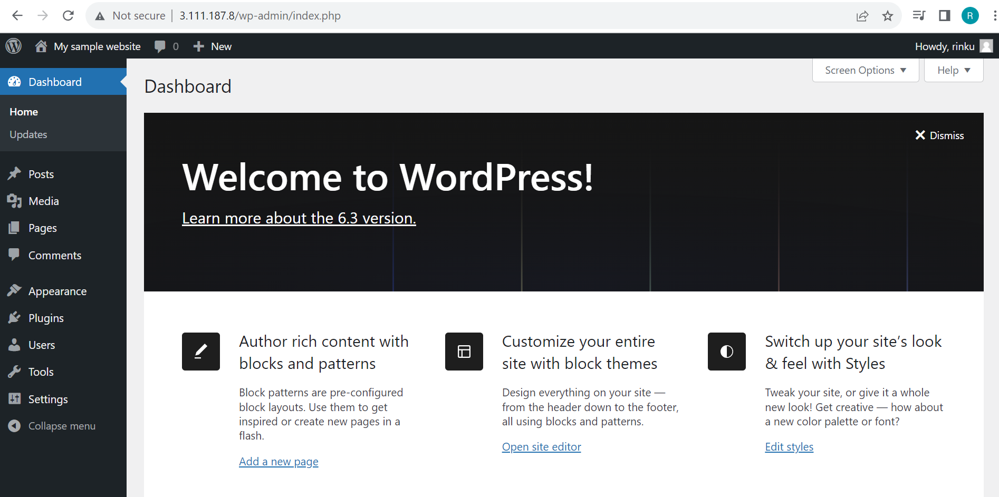 Not secure | 3.111.187.8/wp-admin/index.php
R
My sample website 0 New
Howdy, rinku
Dashboard
Home
Updates
Posts
Media
Pages
Comments
Appearance
Plugins
Users
Tools
Settings
Collapse menu
Screen Options ▼
Help ▼
Dashboard
Dismiss
Welcome to WordPress!
Learn more about the 6.3 version.
Author rich content with
blocks and patterns
Block patterns are pre-configured
block layouts. Use them to get
inspired or create new pages in a
flash.
Add a new page
Customize your entire
site with block themes
Design everything on your site —
from the header down to the footer,
all using blocks and patterns.
Open site editor
Switch up your site’s look
& feel with Styles
Tweak your site, or give it a whole
new look! Get creative — how about
a new color palette or font?
Edit styles